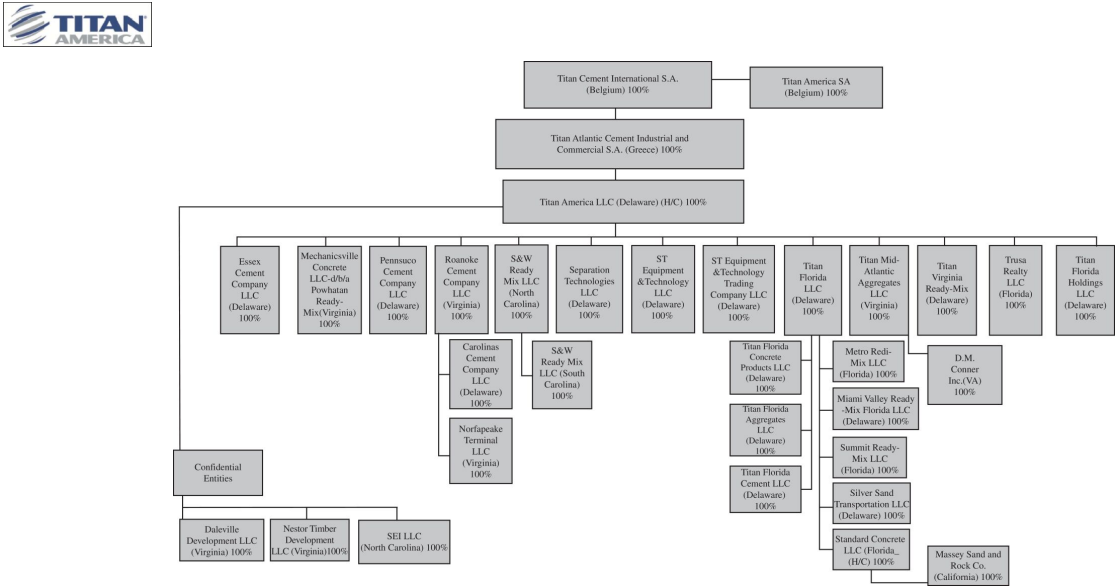 TITAN
AMERICA
Titan Cement International S.A.
(Belgium) 100%
Titan America SA
(Belgium) 100%
Titan Atlantic Cement Industrial and
Commercial S.A. (Greece) 100%
Titan America LLC (Delaware) (H/C) 100%
Essex
Cement
Company
LLC
(Delaware)
100%
Mechanicsville
Concrete
LLC-d/b/a
Powhatan
Ready-
Mix(Virginia)
100%
Pennsuco
Cement
Company
LLC
(Delaware)
100%
Roanoke
Cement
Company
LLC
(Virginia)
100%
S&W
Ready
Mix LLC
(North
Carolina)
100%
Separation
Technologies
LLC
(Delaware)
100%
ST
Equipment
&Technology
LLC
(Delaware)
100%
ST Equipment
&Technology
Trading
Company LLC
(Delaware)
100%
Titan
Florida
LLC
(Delaware)
100%
Titan Mid-
Atlantic
Aggregates
LLC
(Virginia)
100%
Titan
Virginia
Ready-Mix
(Delaware)
100%
Trusa
Realty
LLC
(Florida)
100%
Titan
Florida
Holdings
LLC
(Delaware)
100%
Carolinas
Cement
Company
LLC
(Delaware)
100%
Norfapeake
Terminal
LLC
(Virginia)
100%
S&W
Ready Mix
LLC (South
Carolina)
100%
Titan Florida
Concrete
Products LLC
(Delaware)
100%
Titan Florida
Aggregates
LLC
(Delaware)
100%
Titan Florida
Cement LLC
(Delaware)
100%
Metro Redi-
Mix LLC
(Florida) 100%
Miami Valley Ready
-Mix Florida LLC
(Delaware) 100%
Summit Ready-
Mix LLC
(Florida) 100%
Silver Sand
Transportation LLC
(Delaware) 100%
Standard Concrete
LLC (Florida_
(H/C) 100%
D.M.
Conner
Inc.(VA)
100%
Massey Sand and
Rock Co.
(California) 100%
Confidential
Entities
Daleville
Development LLC
(Virginia) 100%
Nestor Timber
Development
LLC (Virginia)100%
SEI LLC
(North Carolina) 100%